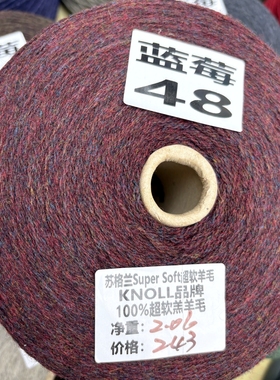 蓝莓
48
苏格兰Super Soft超软羊毛
KNOLL品牌
100%超软羔羊毛
净重: 2.06
价格: 243